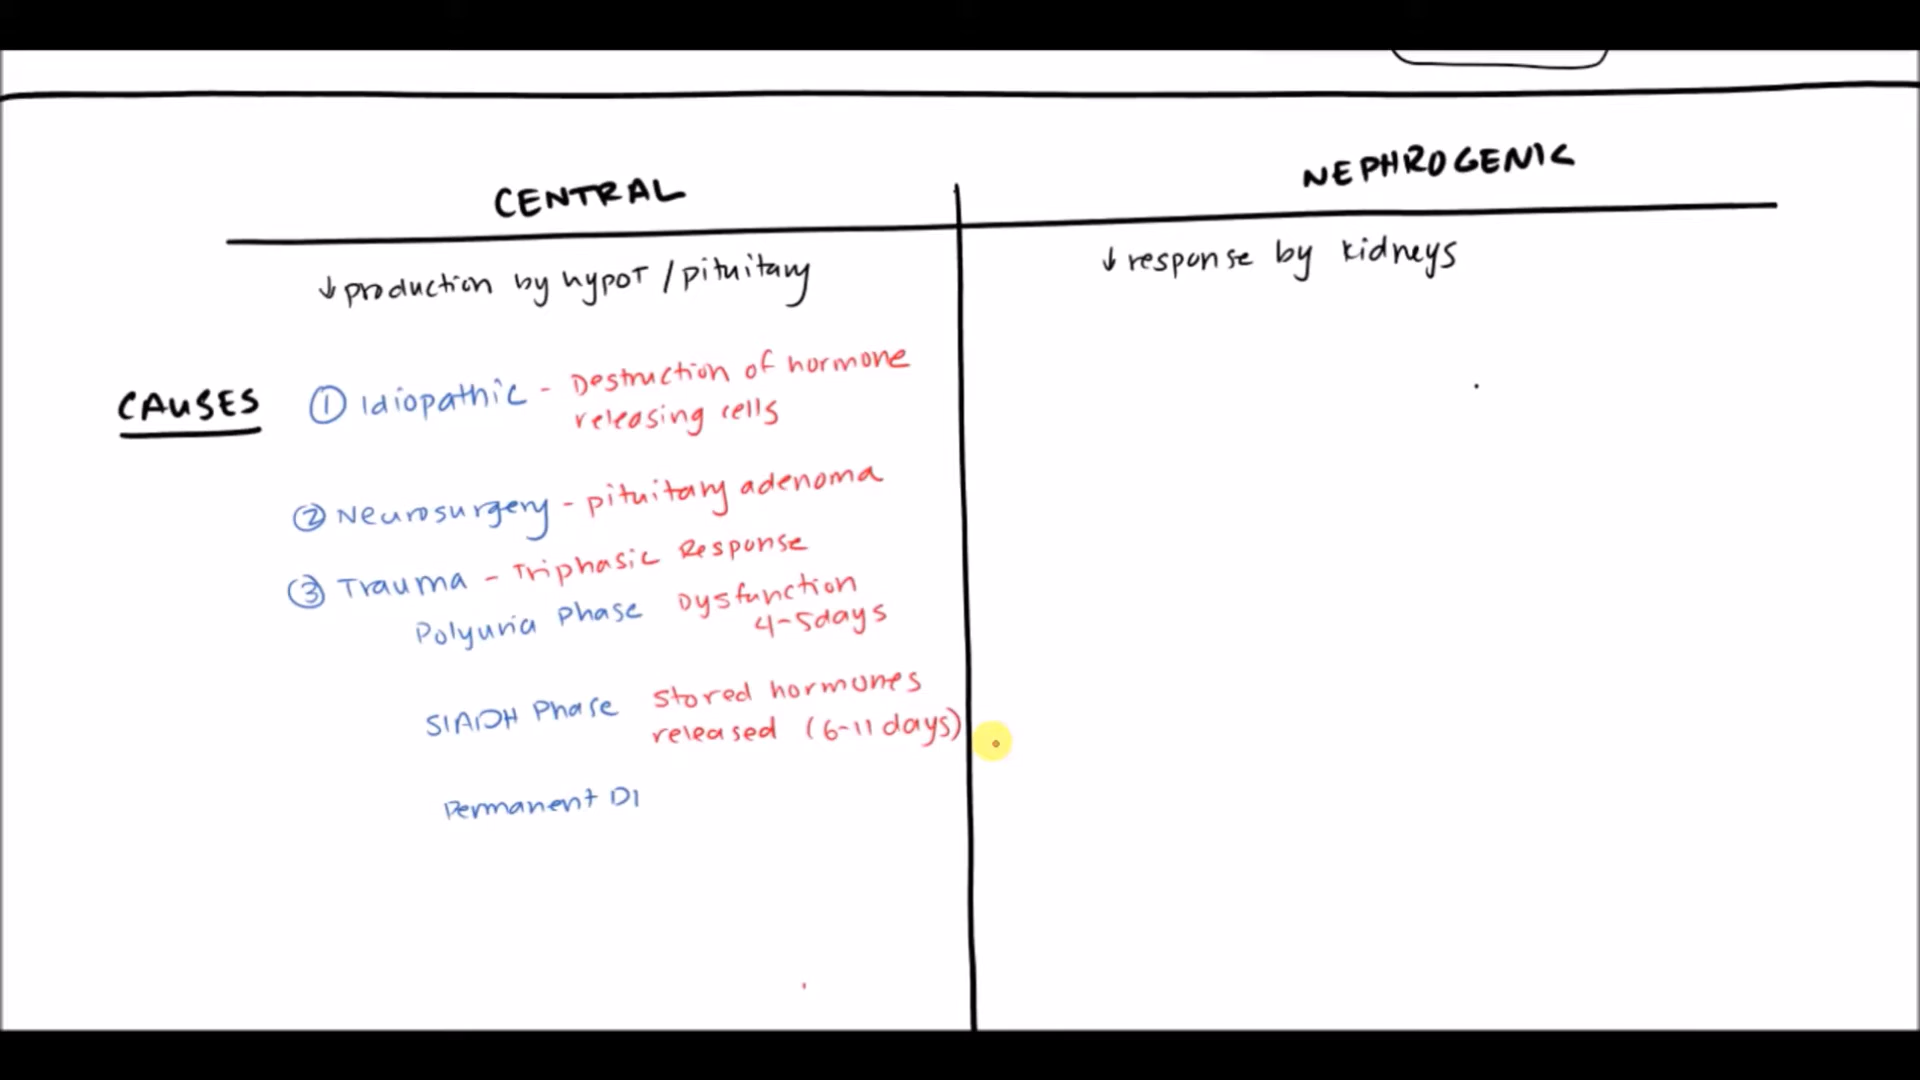 CENTRAL
NEPHROGENIC
↓ production by hypoT / pituitary
↓ response by kidneys
CAUSES
① Idiopathic - Destruction of hormone
releasing cells
② Neurosurgery - pituitary adenoma
③ Trauma - Triphasic Response
Polyuria Phase Dysfunction
4-5days
SIADH Phase stored hormones
released (6-11 days)
Permanent DI